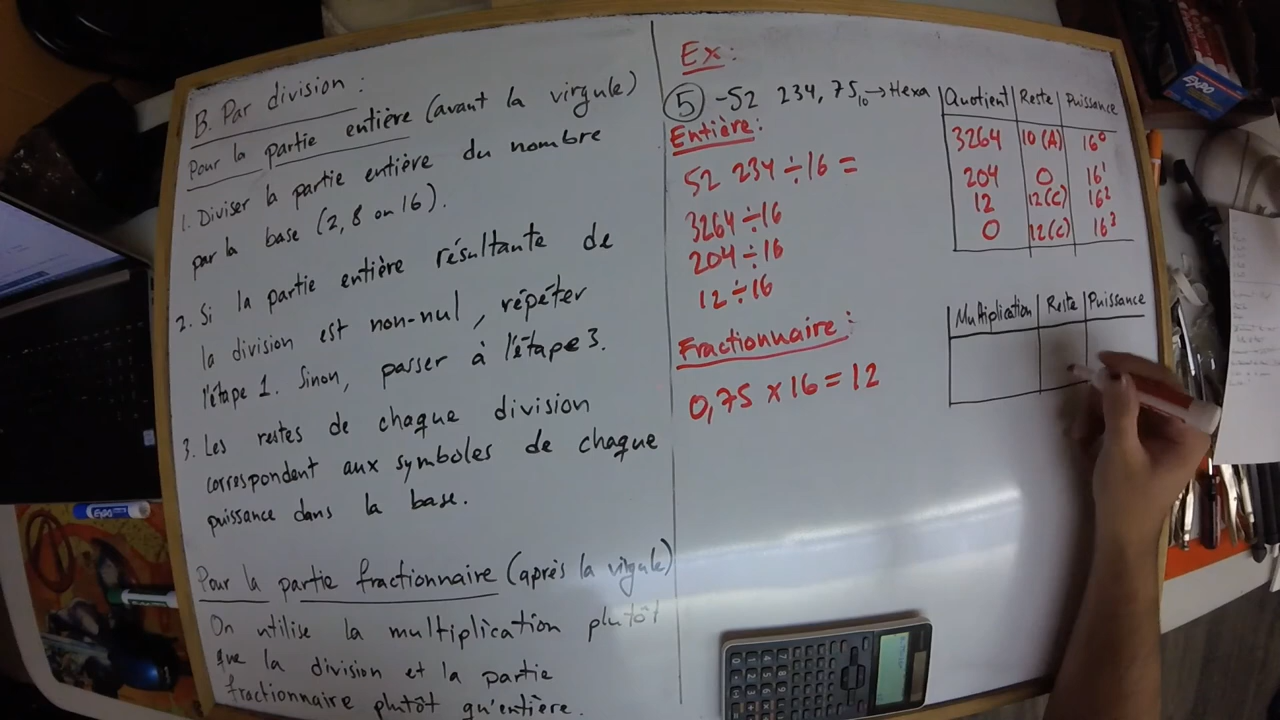 B. Par division :
Pour la partie entière (avant la virgule)
1. Diviser la partie entière du nombre
par la base (2, 8 ou 16).
2. Si la partie entière résultante de
la division est non-nul, répéter
l'étape 1. Sinon, passer à l'étape 3.
3. Les restes de chaque division
correspondent aux symboles de chaque
puissance dans la base.
Pour la partie fractionnaire (après la virgule)
On utilise la multiplication plutôt
que la division et la partie
fractionnaire plutôt qu'entière.
Ex :
5 -52 234, 75₁₀ → Hexa
Entière :
52 234 ÷ 16 =
3264 ÷ 16
204 ÷ 16
12 ÷ 16
Fractionnaire :
0,75 × 16 = 12
Quotient Reste Puissance
3264 10 (A) 16⁰
204 0 16¹
12 12 (C) 16²
0 12 (C) 16³
Multiplication Reste Puissance
EXPO
EXPO